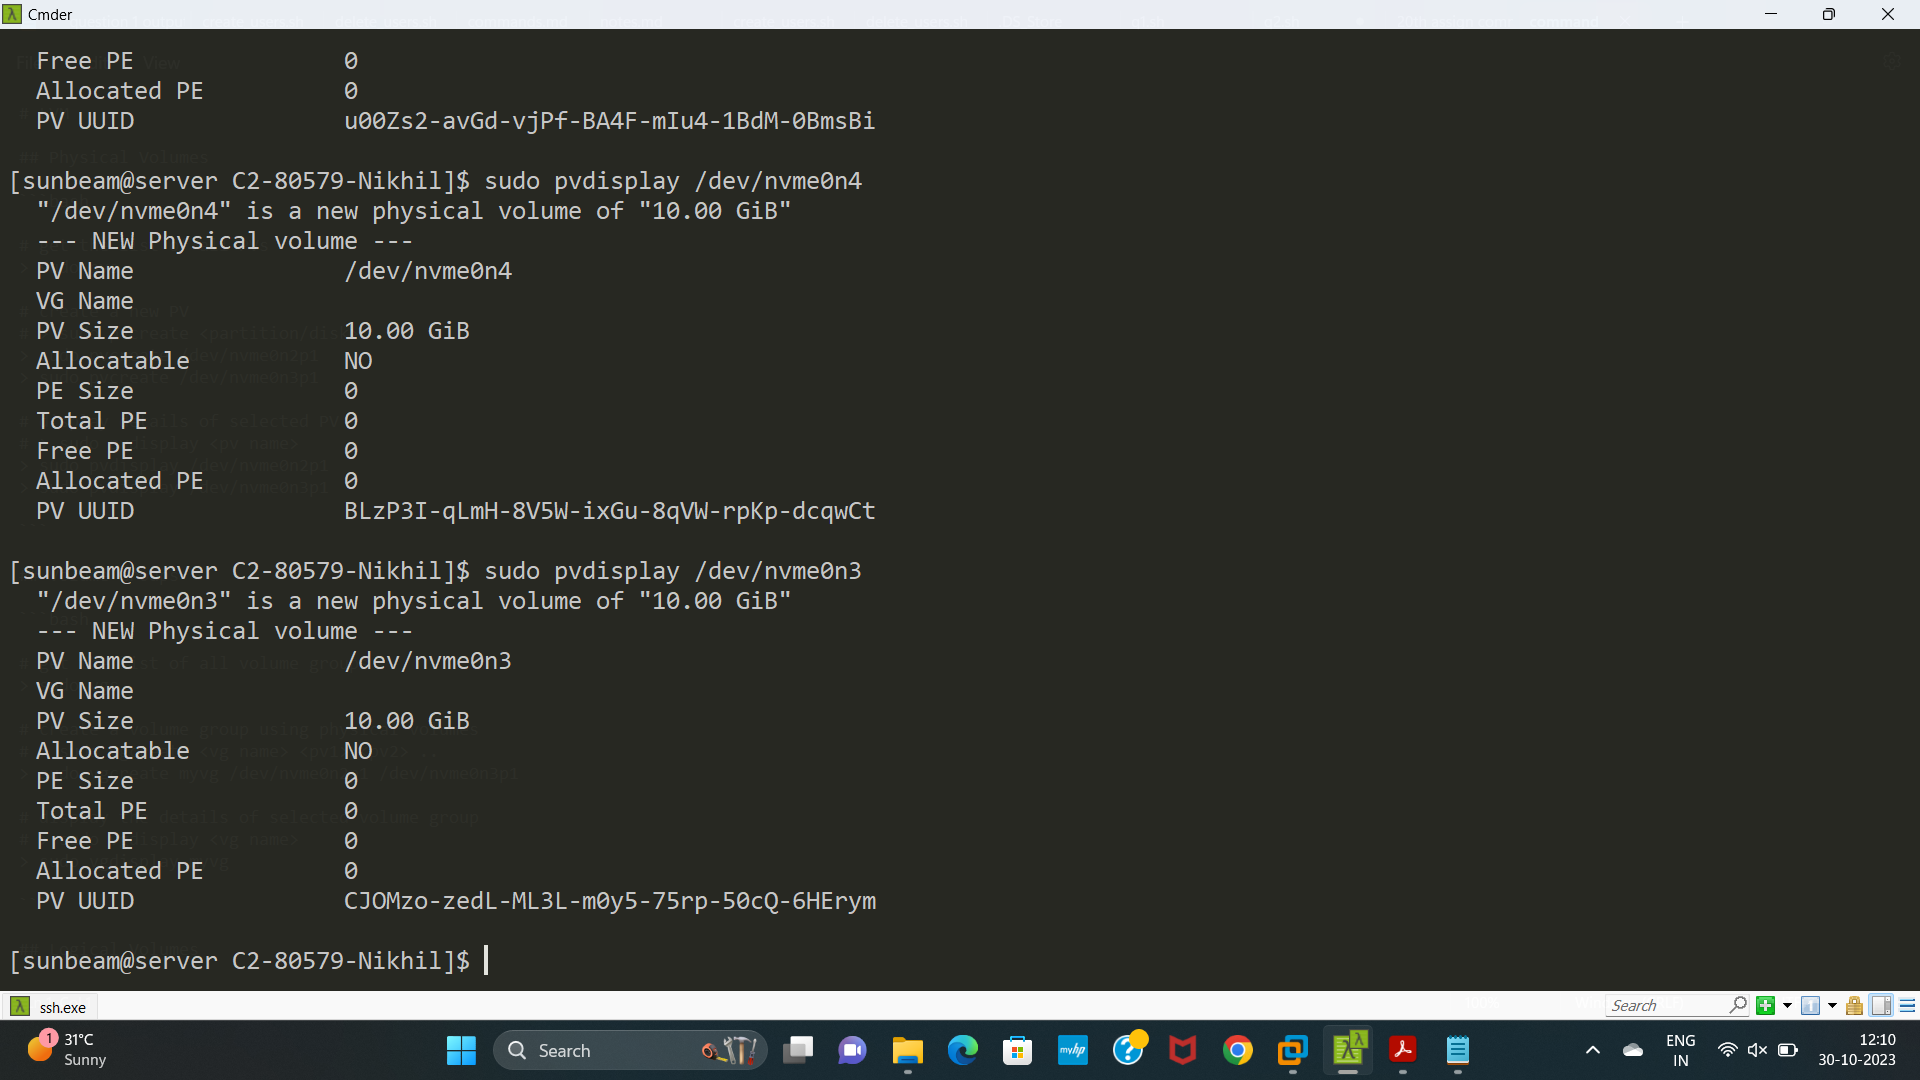 Cmder
Free PE 0
Allocated PE 0
PV UUID u00Zs2-avGd-vjPf-BA4F-mIu4-1BdM-0BmsBi
[sunbeam@server C2-80579-Nikhil]$ sudo pvdisplay /dev/nvme0n4
"/dev/nvme0n4" is a new physical volume of "10.00 GiB"
--- NEW Physical volume ---
PV Name /dev/nvme0n4
VG Name
PV Size 10.00 GiB
Allocatable NO
PE Size 0
Total PE 0
Free PE 0
Allocated PE 0
PV UUID BLzP3I-qLmH-8V5W-ixGu-8qVW-rpKp-dcqwCt
[sunbeam@server C2-80579-Nikhil]$ sudo pvdisplay /dev/nvme0n3
"/dev/nvme0n3" is a new physical volume of "10.00 GiB"
--- NEW Physical volume ---
PV Name /dev/nvme0n3
VG Name
PV Size 10.00 GiB
Allocatable NO
PE Size 0
Total PE 0
Free PE 0
Allocated PE 0
PV UUID CJOMzo-zedL-ML3L-m0y5-75rp-50cQ-6HErym
[sunbeam@server C2-80579-Nikhil]$
ssh.exe
Search
1
31°C
Sunny
Search
myhp
ENG
IN
12:10
30-10-2023